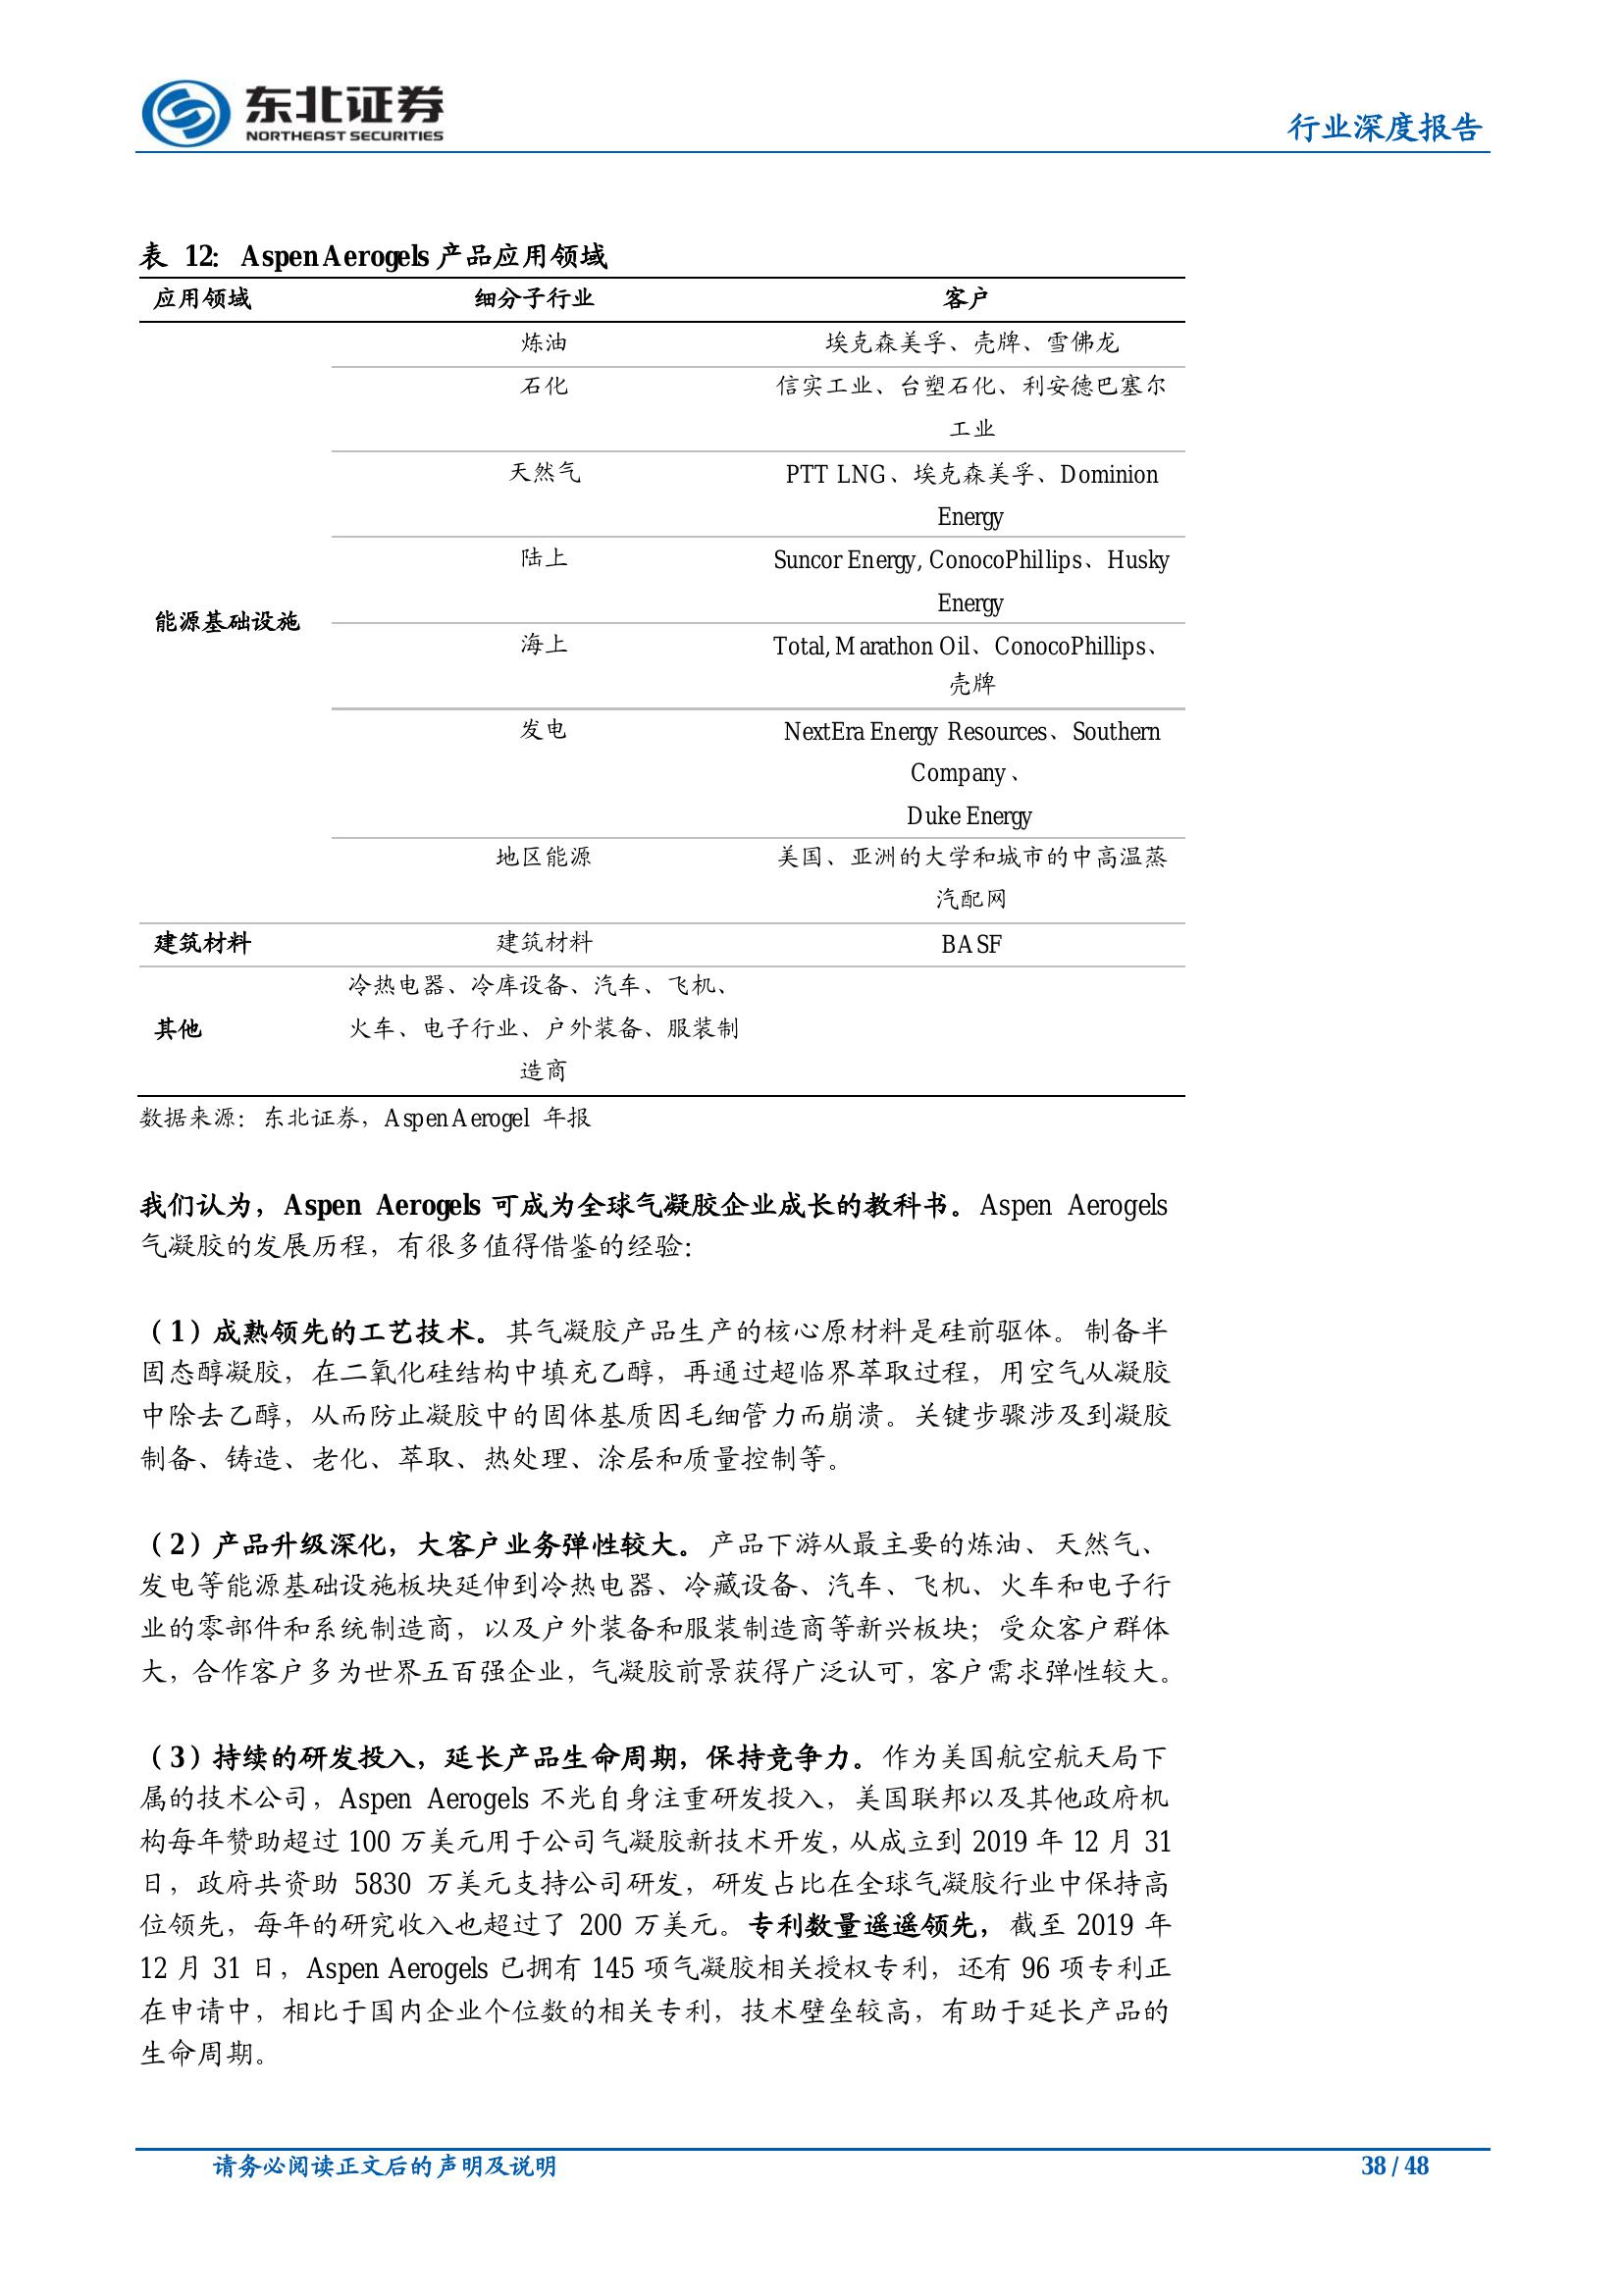 东北证券
NORTHEAST SECURITIES
行业深度报告
表 12：Aspen Aerogels 产品应用领域
应用领域 细分子行业 客户
能源基础设施
炼油 埃克森美孚、壳牌、雪佛龙
石化 信实工业、台塑石化、利安德巴塞尔
工业
天然气 PTT LNG、埃克森美孚、Dominion
Energy
陆上 Suncor Energy, ConocoPhillips、Husky
Energy
海上 Total, Marathon Oil、ConocoPhillips、
壳牌
发电 NextEra Energy Resources、Southern
Company、
Duke Energy
地区能源 美国、亚洲的大学和城市的中高温蒸
汽配网
建筑材料 建筑材料 BASF
其他
冷热电器、冷库设备、汽车、飞机、
火车、电子行业、户外装备、服装制
造商
数据来源：东北证券，Aspen Aerogel 年报
我们认为，Aspen Aerogels 可成为全球气凝胶企业成长的教科书。Aspen Aerogels
气凝胶的发展历程，有很多值得借鉴的经验：
（1）成熟领先的工艺技术。其气凝胶产品生产的核心原材料是硅前驱体。制备半
固态醇凝胶，在二氧化硅结构中填充乙醇，再通过超临界萃取过程，用空气从凝胶
中除去乙醇，从而防止凝胶中的固体基质因毛细管力而崩溃。关键步骤涉及到凝胶
制备、铸造、老化、萃取、热处理、涂层和质量控制等。
（2）产品升级深化，大客户业务弹性较大。产品下游从最主要的炼油、天然气、
发电等能源基础设施板块延伸到冷热电器、冷藏设备、汽车、飞机、火车和电子行
业的零部件和系统制造商，以及户外装备和服装制造商等新兴板块；受众客户群体
大，合作客户多为世界五百强企业，气凝胶前景获得广泛认可，客户需求弹性较大。
（3）持续的研发投入，延长产品生命周期，保持竞争力。作为美国航空航天局下
属的技术公司，Aspen Aerogels 不光自身注重研发投入，美国联邦以及其他政府机
构每年赞助超过 100 万美元用于公司气凝胶新技术开发，从成立到 2019 年 12 月 31
日，政府共资助 5830 万美元支持公司研发，研发占比在全球气凝胶行业中保持高
位领先，每年的研究收入也超过了 200 万美元。专利数量遥遥领先，截至 2019 年
12 月 31 日，Aspen Aerogels 已拥有 145 项气凝胶相关授权专利，还有 96 项专利正
在申请中，相比于国内企业个位数的相关专利，技术壁垒较高，有助于延长产品的
生命周期。
请务必阅读正文后的声明及说明
38 / 48